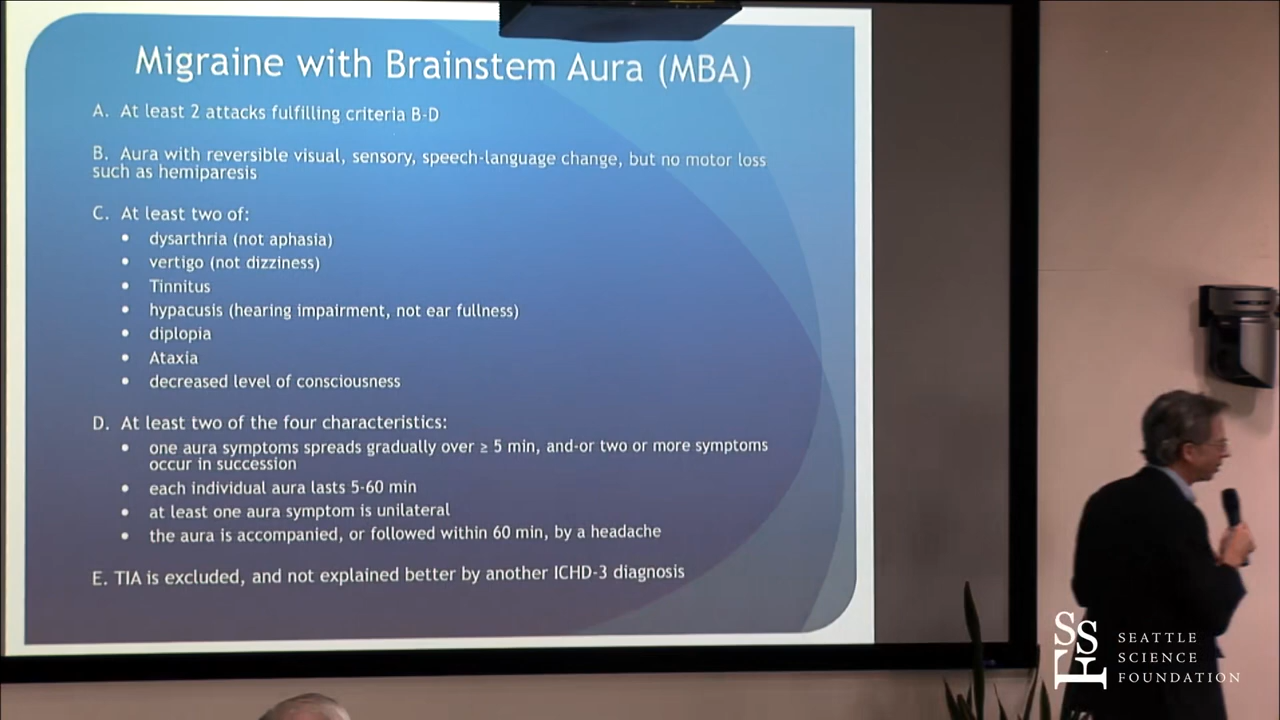 Migraine with Brainstem Aura (MBA)
A. At least 2 attacks fulfilling criteria B-D
B. Aura with reversible visual, sensory, speech-language change, but no motor loss
such as hemiparesis
C. At least two of:
• dysarthria (not aphasia)
• vertigo (not dizziness)
• Tinnitus
• hypacusis (hearing impairment, not ear fullness)
• diplopia
• Ataxia
• decreased level of consciousness
D. At least two of the four characteristics:
• one aura symptoms spreads gradually over ≥ 5 min, and-or two or more symptoms
occur in succession
• each individual aura lasts 5-60 min
• at least one aura symptom is unilateral
• the aura is accompanied, or followed within 60 min, by a headache
E. TIA is excluded, and not explained better by another ICHD-3 diagnosis
SSF
SEATTLE
SCIENCE
FOUNDATION